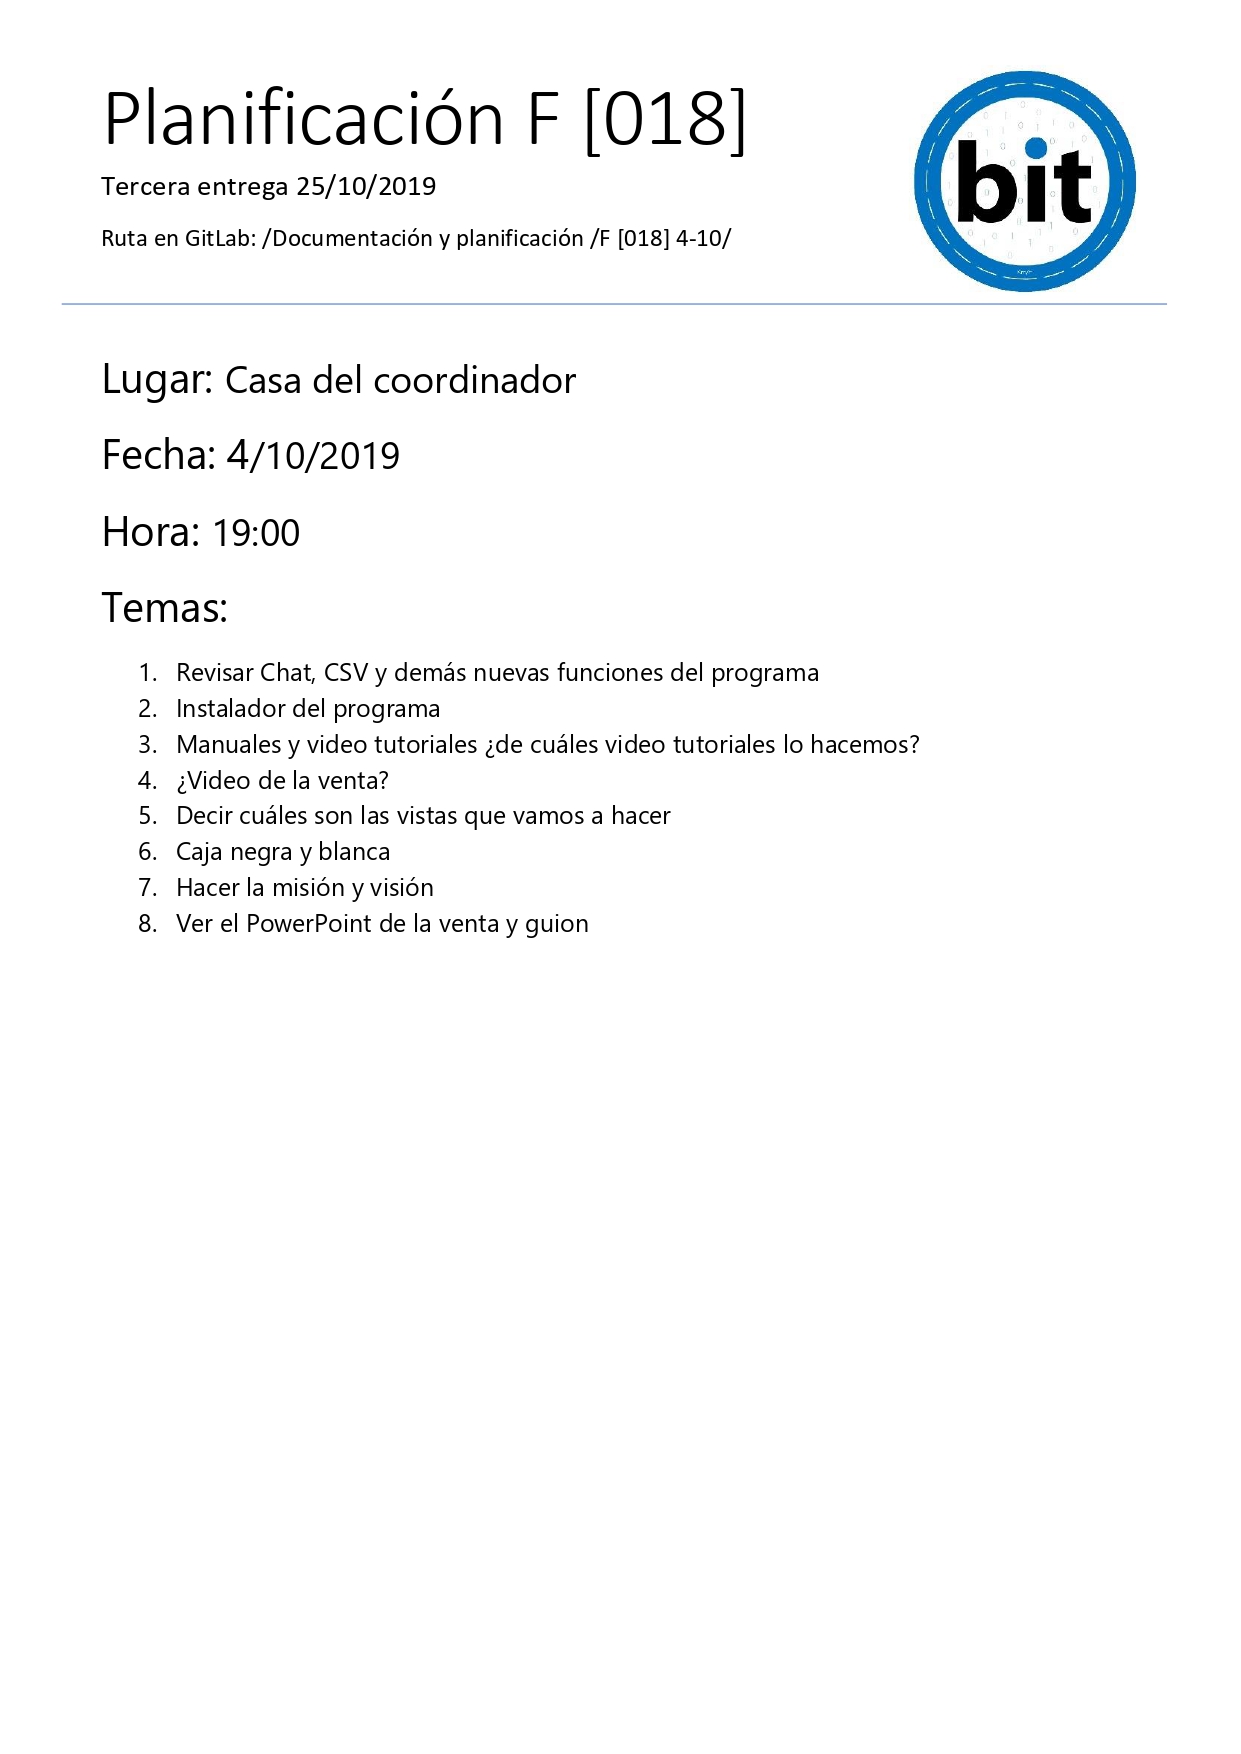 Planificación F [018]
Tercera entrega 25/10/2019
Ruta en GitLab: /Documentación y planificación /F [018] 4-10/
bit
Lugar: Casa del coordinador
Fecha: 4/10/2019
Hora: 19:00
Temas:
1. Revisar Chat, CSV y demás nuevas funciones del programa
2. Instalador del programa
3. Manuales y video tutoriales ¿de cuáles video tutoriales lo hacemos?
4. ¿Video de la venta?
5. Decir cuáles son las vistas que vamos a hacer
6. Caja negra y blanca
7. Hacer la misión y visión
8. Ver el PowerPoint de la venta y guion